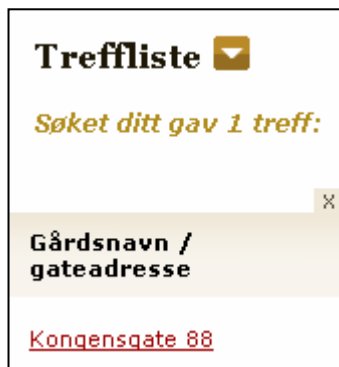 Treffliste
Søket ditt gav 1 treff:
X
Gårdsnavn /
gateadresse
Kongensgate 88